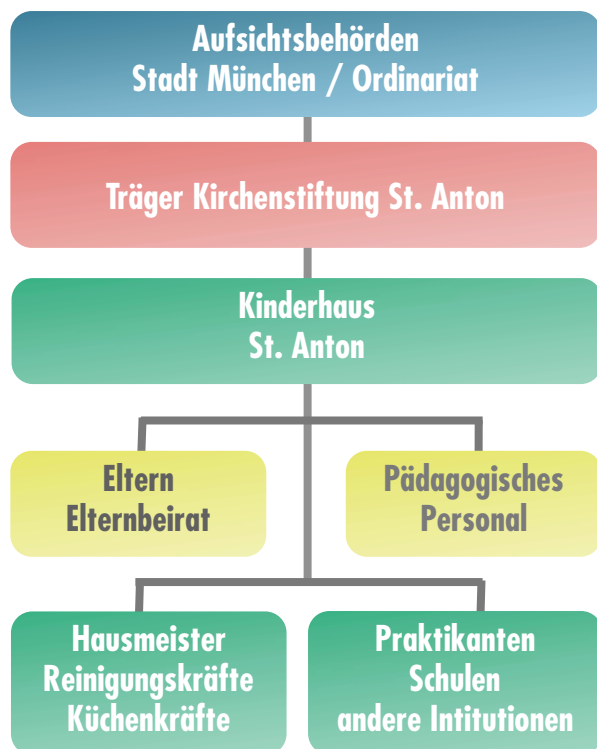 Aufsichtsbehörden
Stadt München / Ordinariat
Träger Kirchenstiftung St. Anton
Kinderhaus
St. Anton
Eltern
Elternbeirat
Pädagogisches
Personal
Hausmeister
Reinigungskräfte
Küchenkräfte
Praktikanten
Schulen
andere Intitutionen